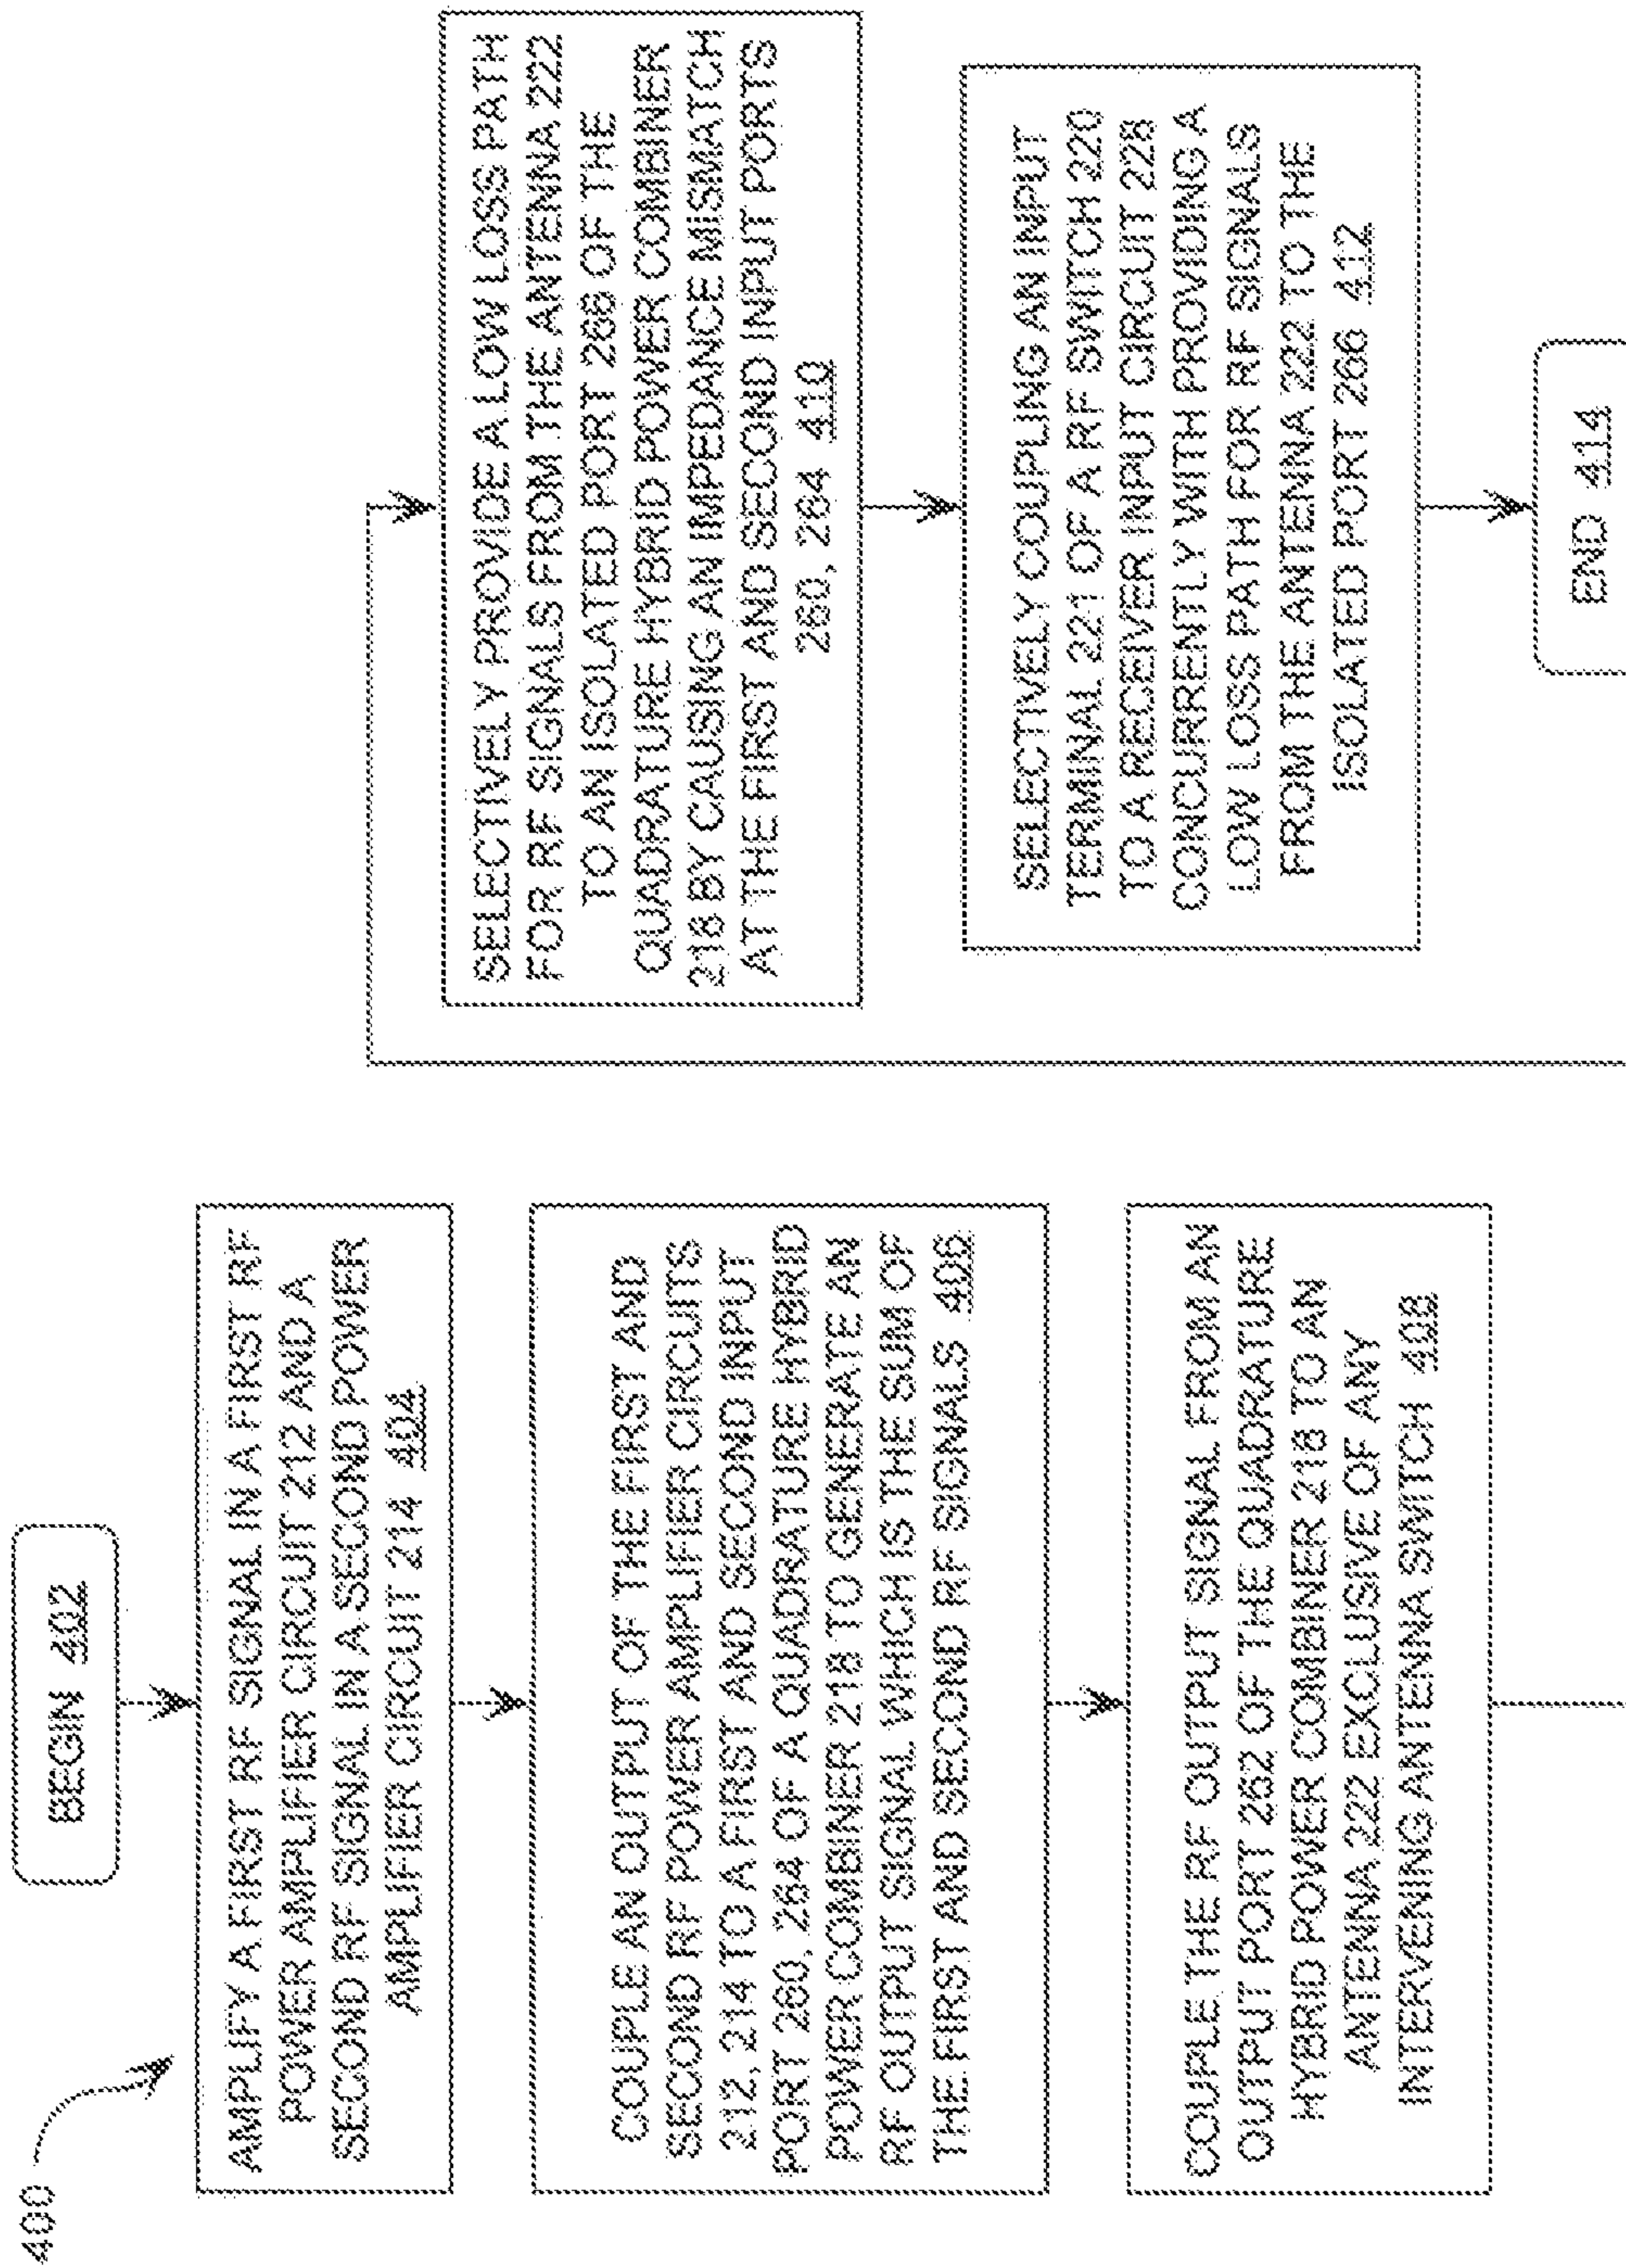 400
BEGIN 402
AMPLIFY A FIRST RF SIGNAL IN A FIRST RF
POWER AMPLIFIER CIRCUIT 212 AND A
SECOND RF SIGNAL IN A SECOND POWER
AMPLIFIER CIRCUIT 214 404
COUPLE AN OUTPUT OF THE FIRST AND
SECOND RF POWER AMPLIFIER CIRCUITS
212, 214 TO A FIRST AND SECOND INPUT
PORT 260, 264 OF A QUADRATURE HYBRID
POWER COMBINER 218 TO GENERATE AN
RF OUTPUT SIGNAL WHICH IS THE SUM OF
THE FIRST AND SECOND RF SIGNALS 406
COUPLE THE RF OUTPUT SIGNAL FROM AN
OUTPUT PORT 262 OF THE QUADRATURE
HYBRID POWER COMBINER 218 TO AN
ANTENNA 222 EXCLUSIVE OF ANY
INTERVENING ANTENNA SWITCH 408
SELECTIVELY PROVIDE A LOW LOSS PATH
FOR RF SIGNALS FROM THE ANTENNA 222
TO AN ISOLATED PORT 266 OF THE
QUADRATURE HYBRID POWER COMBINER
218 BY CAUSING AN IMPEDANCE MISMATCH
AT THE FIRST AND SECOND INPUT PORTS
260, 264 410
SELECTIVELY COUPLING AN INPUT
TERMINAL 221 OF A RF SWITCH 220
TO A RECEIVER INPUT CIRCUIT 228
CONCURRENTLY WITH PROVIDING A
LOW LOSS PATH FOR RF SIGNALS
FROM THE ANTENNA 222 TO THE
ISOLATED PORT 266 412
END 414